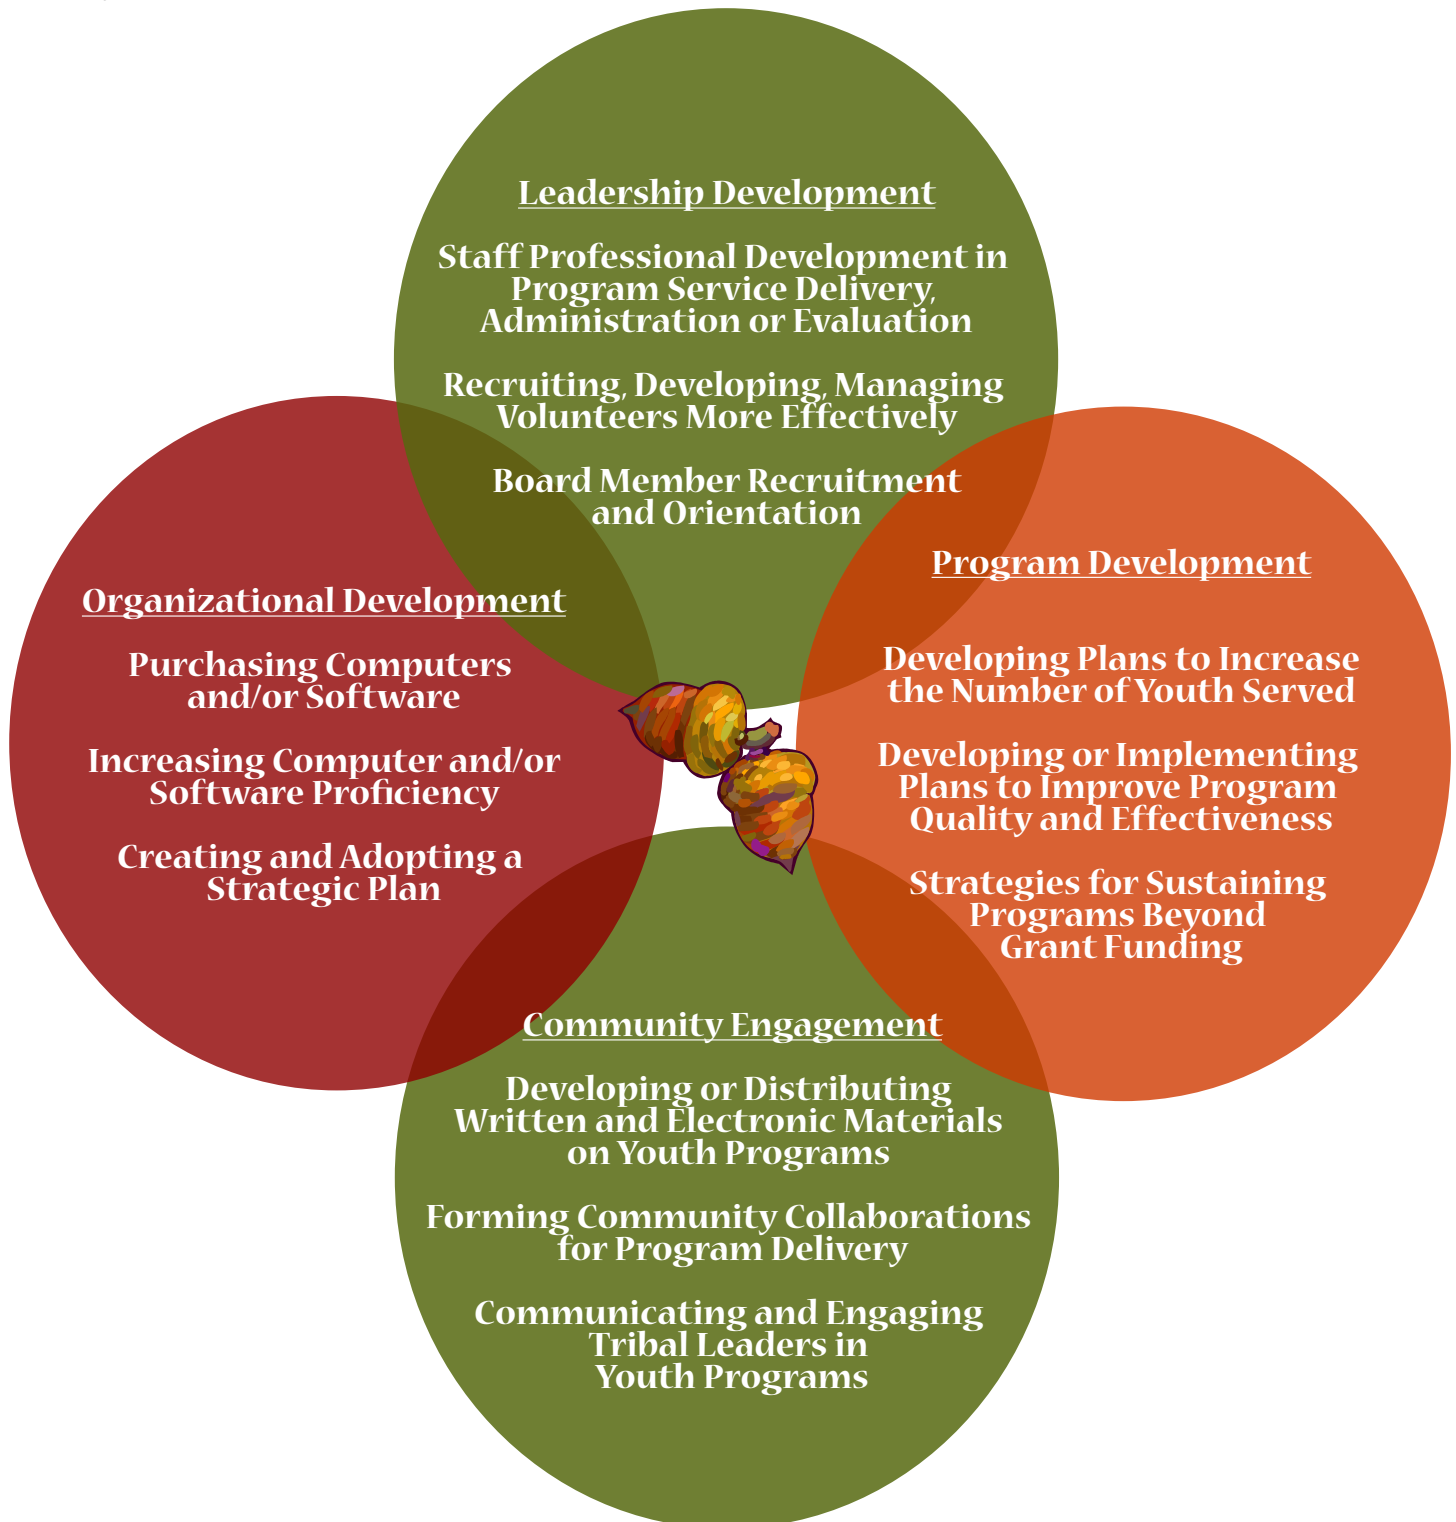 Leadership Development
Staff Professional Development in
Program Service Delivery,
Administration or Evaluation
Recruiting, Developing, Managing
Volunteers More Effectively
Board Member Recruitment
and Orientation
Organizational Development
Purchasing Computers
and/or Software
Increasing Computer and/or
Software Proficiency
Creating and Adopting a
Strategic Plan
Program Development
Developing Plans to Increase
the Number of Youth Served
Developing or Implementing
Plans to Improve Program
Quality and Effectiveness
Strategies for Sustaining
Programs Beyond
Grant Funding
Community Engagement
Developing or Distributing
Written and Electronic Materials
on Youth Programs
Forming Community Collaborations
for Program Delivery
Communicating and Engaging
Tribal Leaders in
Youth Programs